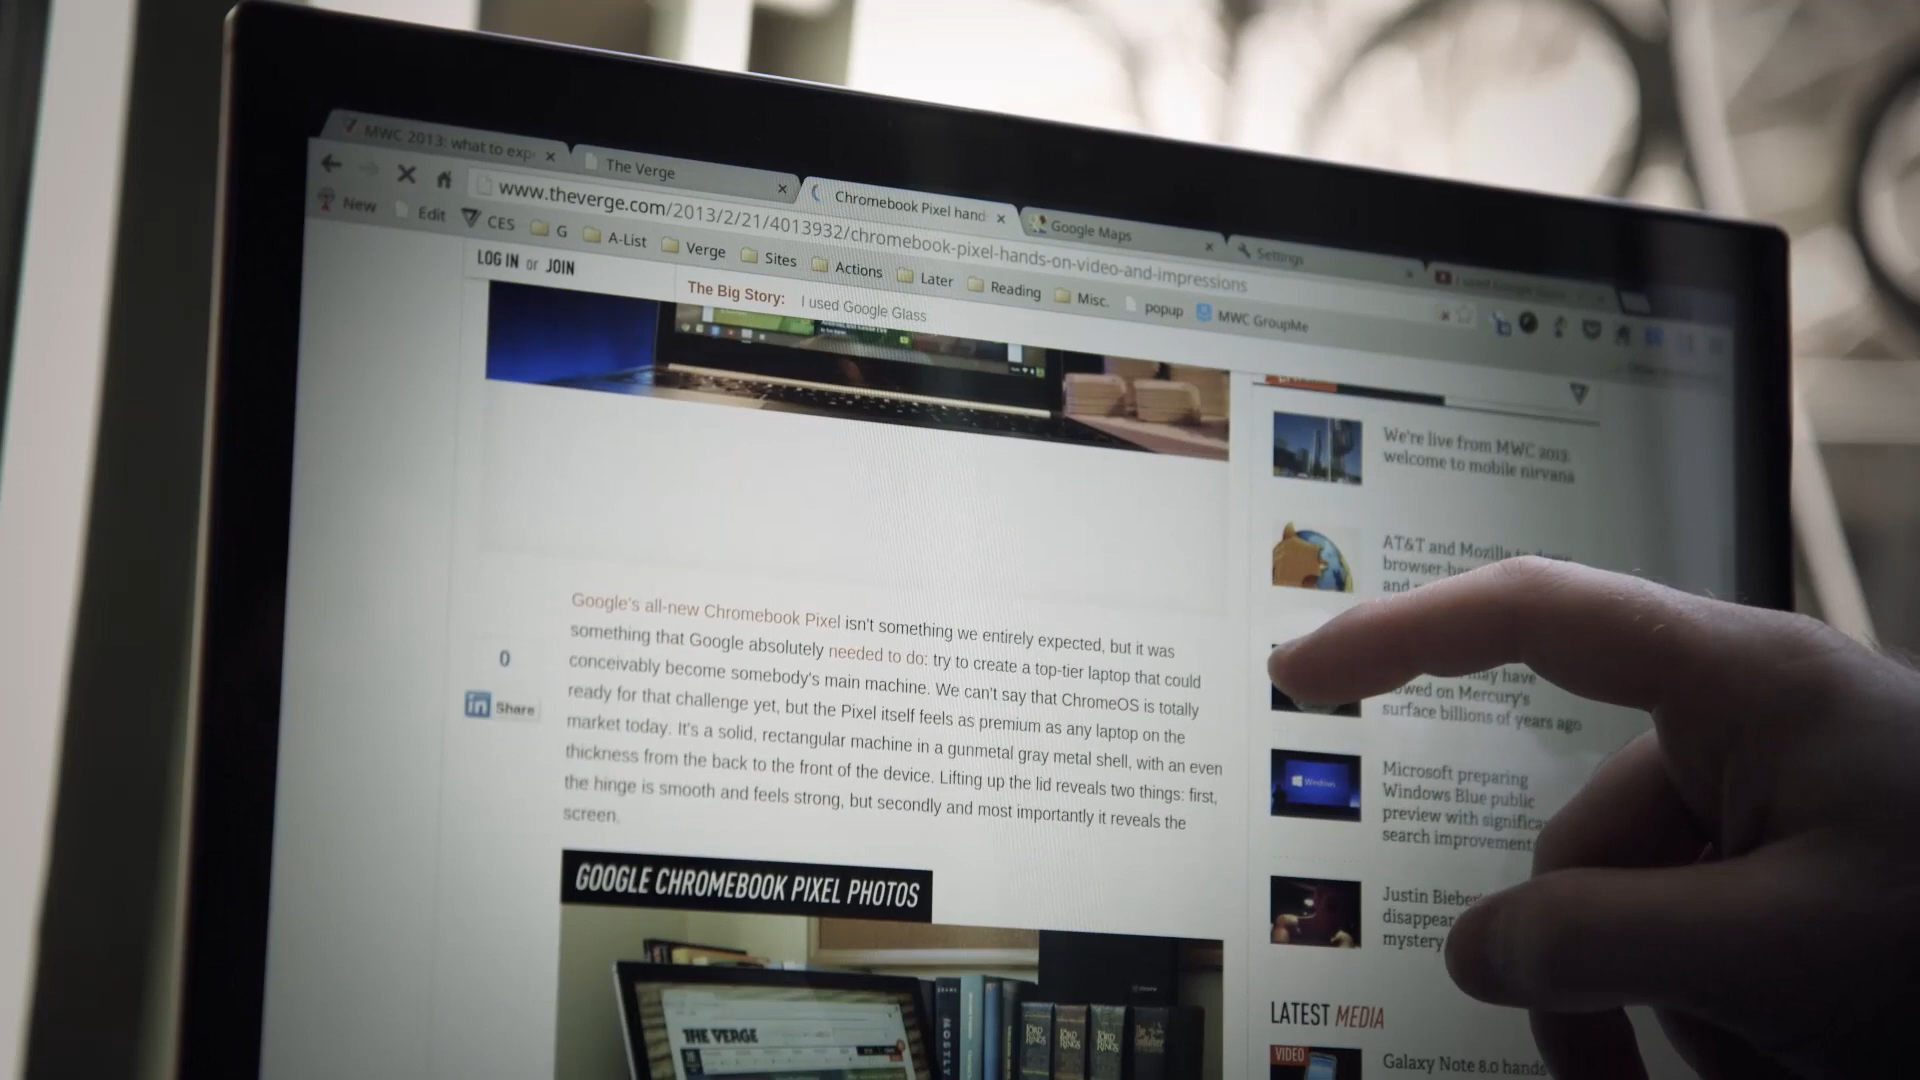 MWC 2013: what to exp
The Verge
Chromebook Pixel hand
Google Maps
Settings
www.theverge.com/2013/2/21/4013932/chromebook-pixel-hands-on-video-and-impressions
New
Edit
CES
G
A-List
Verge
Sites
Actions
Later
Reading
Misc.
popup
MWC GroupMe
LOG IN or JOIN
The Big Story: I used Google Glass
We're live from MWC 2013:
welcome to mobile nirvana
AT&T and Mozilla
browser-ba
and
may have
owed on Mercury's
surface billions of years ago
Microsoft preparing
Windows Blue public
preview with significa
search improvement
Windows
Justin Bieber'
disappear
mystery
LATEST MEDIA
VIDEO
Galaxy Note 8.0 hands
0
Share
Google's all-new Chromebook Pixel isn't something we entirely expected, but it was
something that Google absolutely needed to do: try to create a top-tier laptop that could
conceivably become somebody's main machine. We can't say that ChromeOS is totally
ready for that challenge yet, but the Pixel itself feels as premium as any laptop on the
market today. It's a solid, rectangular machine in a gunmetal gray metal shell, with an even
thickness from the back to the front of the device. Lifting up the lid reveals two things: first,
the hinge is smooth and feels strong, but secondly and most importantly it reveals the
screen.
GOOGLE CHROMEBOOK PIXEL PHOTOS
THE VERGE
MOSTLY
LORD
RINGS
LORD
RINGS
LORD
RINGS